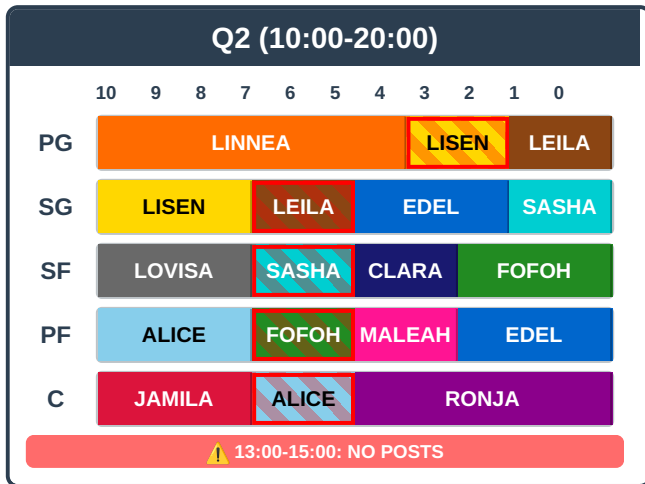 Q2 (10:00-20:00)
10 9 8 7 6 5 4 3 2 1 0
PG LINNEA LISEN LEILA
SG LISEN LEILA EDEL SASHA
SF LOVISA SASHA CLARA FOFOH
PF ALICE FOFOH MALEAH EDEL
C JAMILA ALICE RONJA
⚠️ 13:00-15:00: NO POSTS